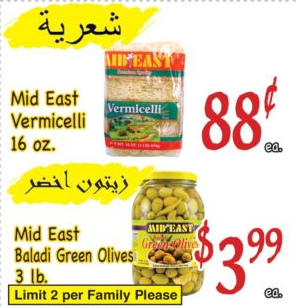 شعرية
MID EAST
Vermicelli
Mid East
Vermicelli
16 oz.
88¢
ea.
زيتون اخضر
MID EAST
Green Olives
Mid East
Baladi Green Olives
3 lb.
$3.99
ea.
Limit 2 per Family Please